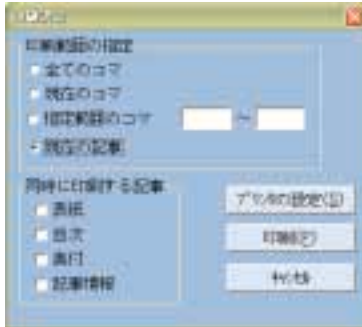 印刷範囲の指定
全てのコマ
現在のコマ
指定範囲のコマ ～
現在の記事
同時に印刷する記事
表紙
目次
奥付
記事情報
プリンタの設定(S)
印刷(P)
キャンセル